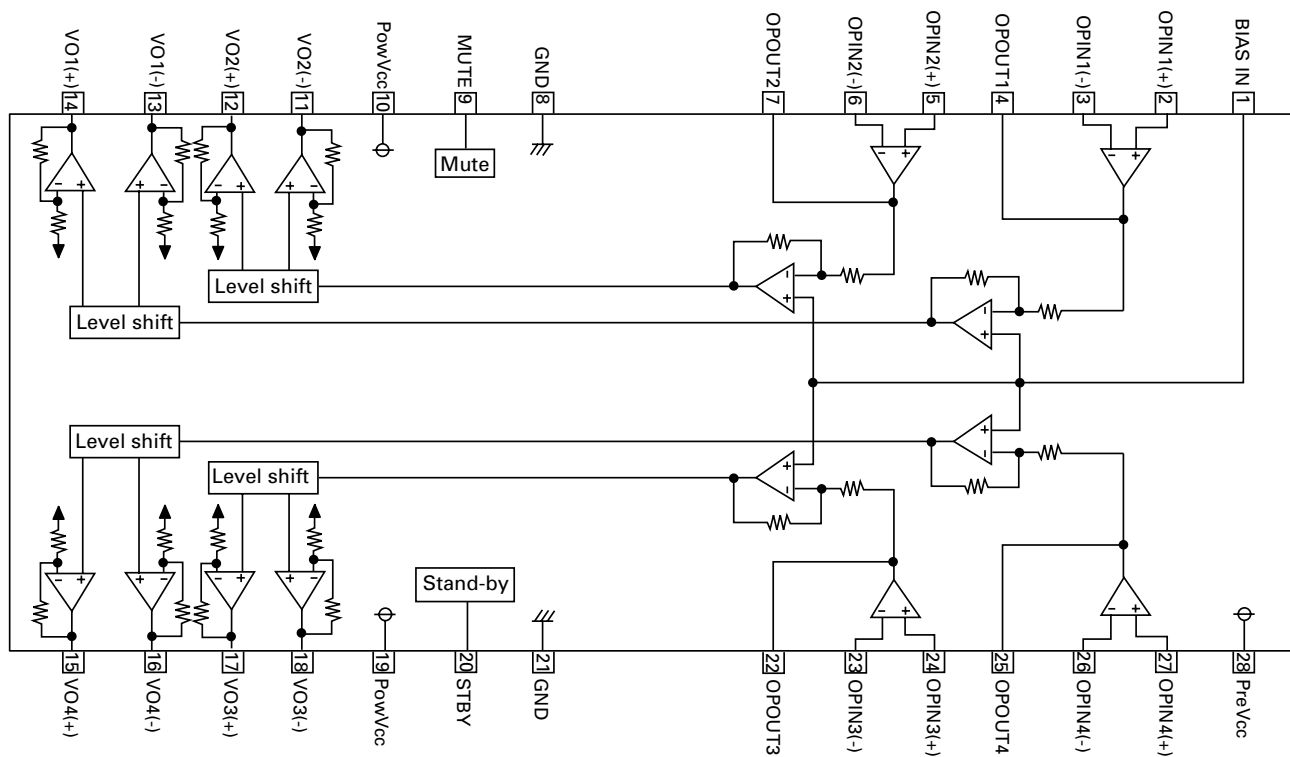 VO1(+)
VO1(-)
VO2(+)
VO2(-)
PowVcc
MUTE
GND
OPOUT2
OPIN2(-)
OPIN2(+)
OPOUT1
OPIN1(-)
OPIN1(+)
BIAS IN
14
13
12
11
10
9
8
7
6
5
4
3
2
1
Mute
- +
+ -
- +
+ -
- +
- +
Level shift
-
+
Level shift
-
+
Level shift
+
-
Level shift
+
-
Stand-by
- +
+ -
- +
+ -
- +
- +
15
16
17
18
19
20
21
22
23
24
25
26
27
28
VO4(+)
VO4(-)
VO3(+)
VO3(-)
PowVcc
STBY
GND
OPOUT3
OPIN3(-)
OPIN3(+)
OPOUT4
OPIN4(-)
OPIN4(+)
PreVcc